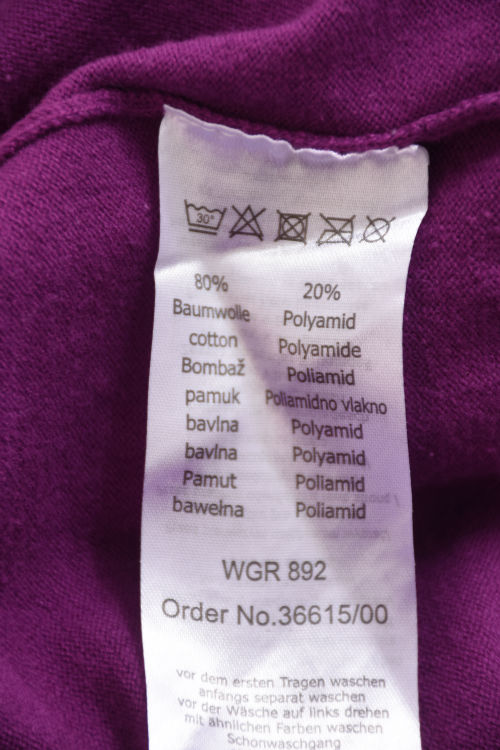 30°
80% 20%
Baumwolle Polyamid
cotton Polyamide
Bombaž Poliamid
pamuk Poliamidno vlakno
bavlna Polyamid
bavlna Polyamid
Pamut Poliamid
bawełna Poliamid
WGR 892
Order No.36615/00
vor dem ersten Tragen waschen
anfangs separat waschen
vor der Wäsche auf links drehen
mit ähnlichen Farben waschen
Schonwaschgang